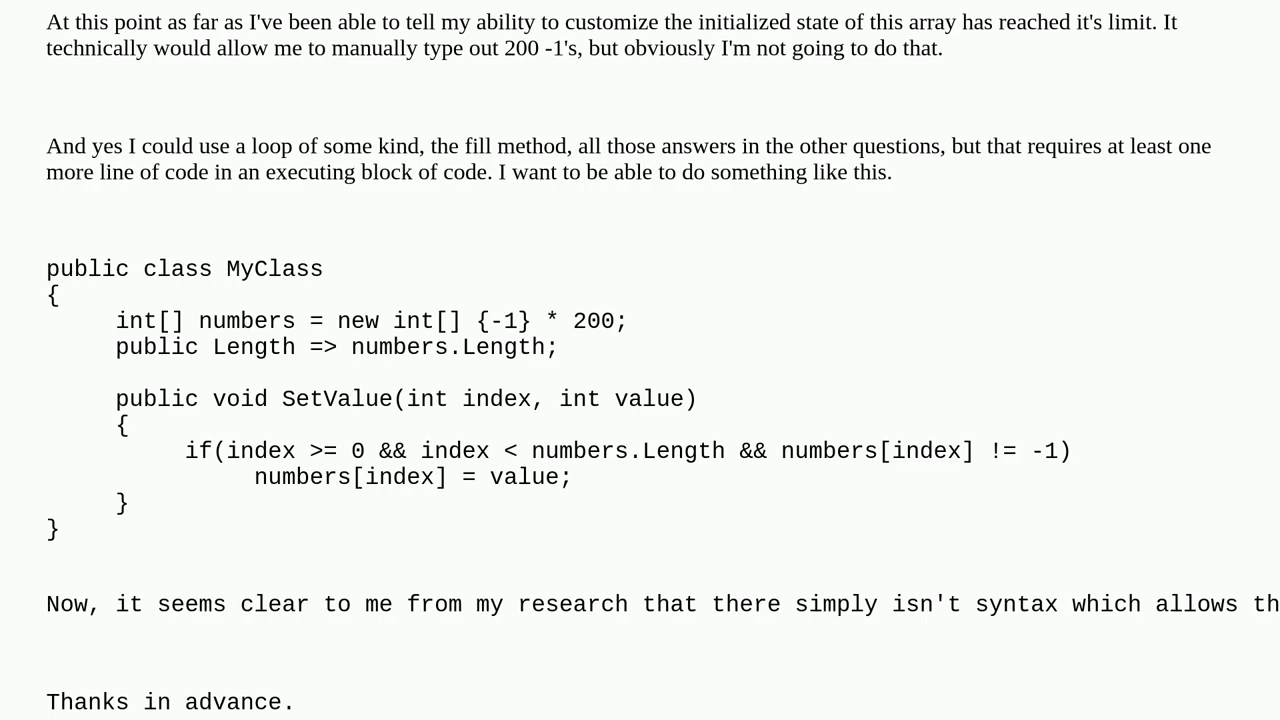 At this point as far as I've been able to tell my ability to customize the initialized state of this array has reached it's limit. It
technically would allow me to manually type out 200 -1's, but obviously I'm not going to do that.
And yes I could use a loop of some kind, the fill method, all those answers in the other questions, but that requires at least one
more line of code in an executing block of code. I want to be able to do something like this.
public class MyClass
{
     int[] numbers = new int[] {-1} * 200;
     public Length => numbers.Length;
     public void SetValue(int index, int value)
     {
          if(index >= 0 && index < numbers.Length && numbers[index] != -1)
               numbers[index] = value;
     }
}
Now, it seems clear to me from my research that there simply isn't syntax which allows th
Thanks in advance.